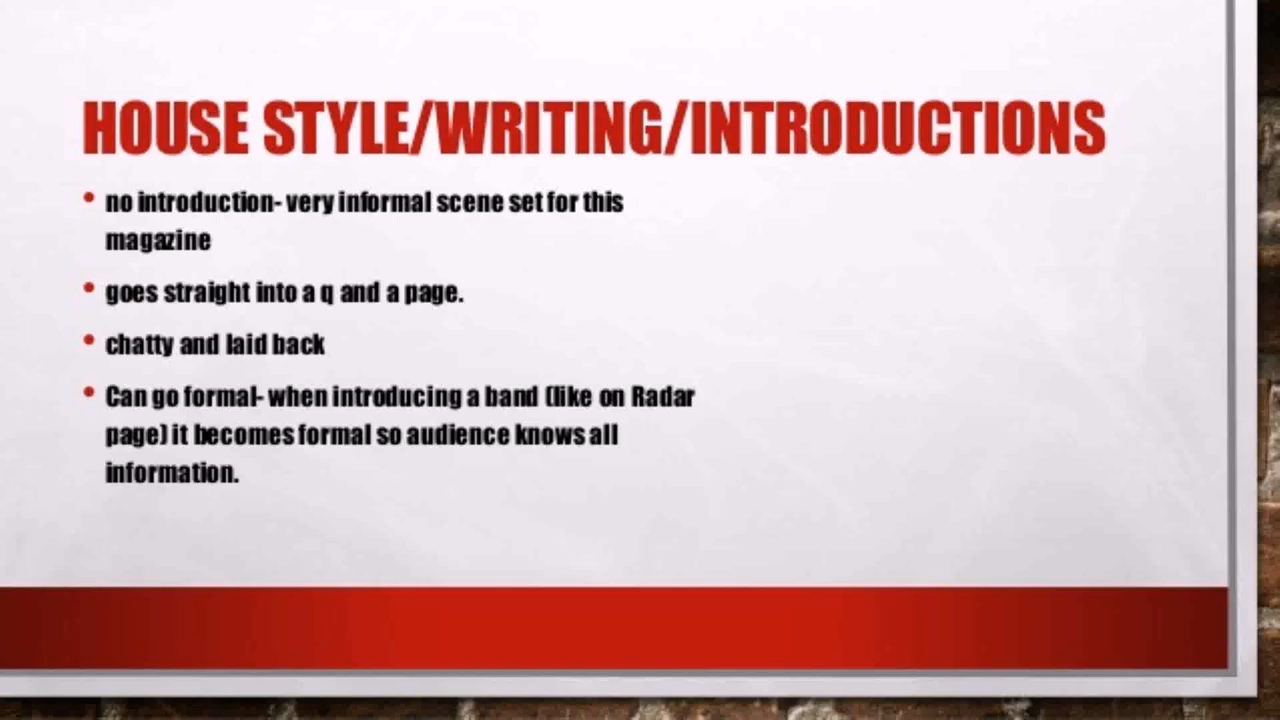 HOUSE STYLE/WRITING/INTRODUCTIONS
• no introduction- very informal scene set for this
magazine
• goes straight into a q and a page.
• chatty and laid back
• Can go formal- when introducing a band (like on Radar
page) it becomes formal so audience knows all
information.